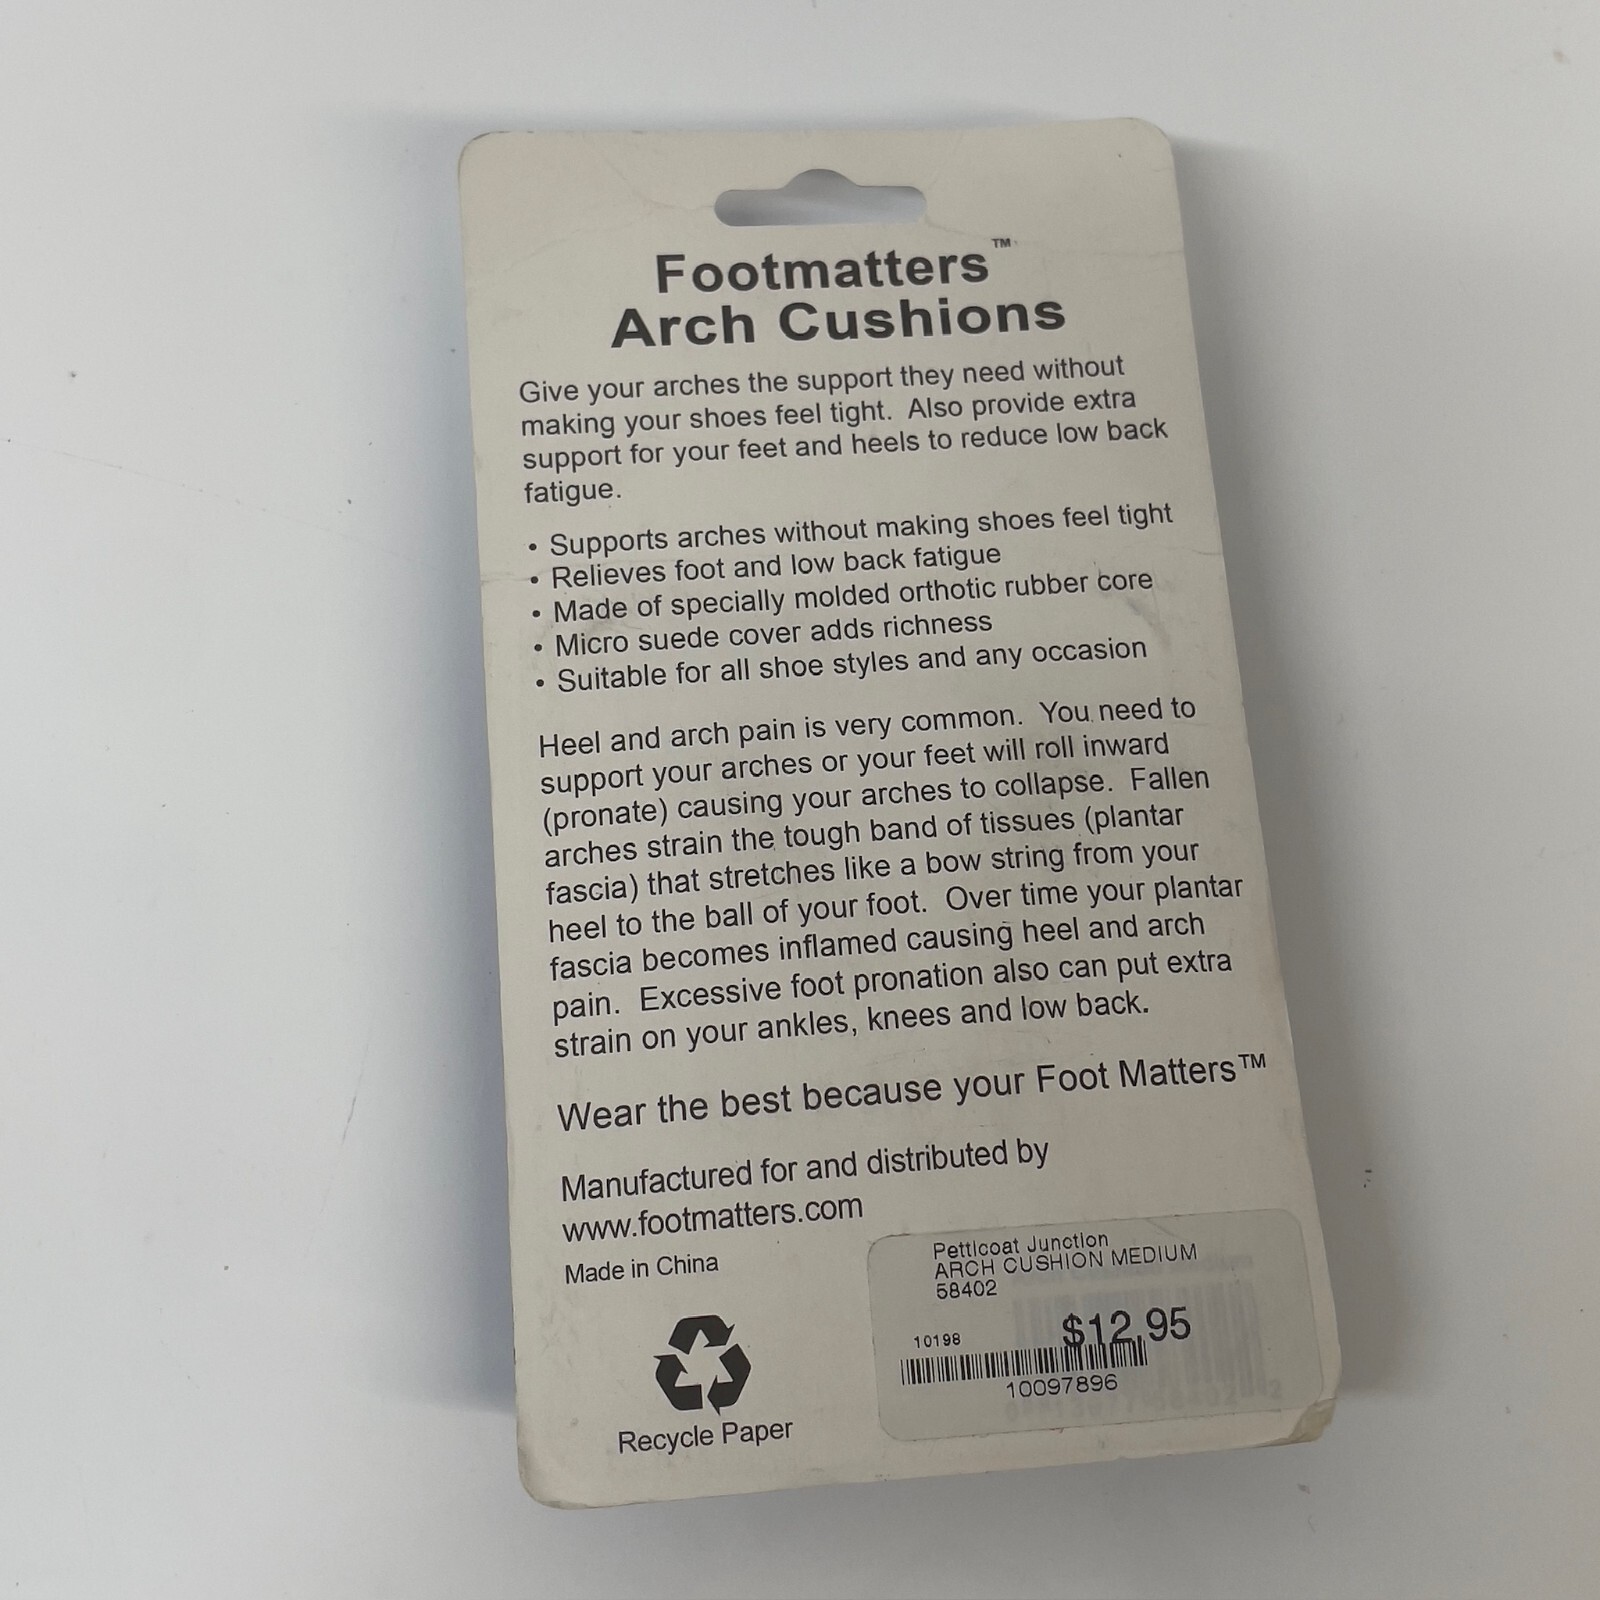 Footmatters™
Arch Cushions
Give your arches the support they need without
making your shoes feel tight. Also provide extra
support for your feet and heels to reduce low back
fatigue.
• Supports arches without making shoes feel tight
• Relieves foot and low back fatigue
• Made of specially molded orthotic rubber core
• Micro suede cover adds richness
• Suitable for all shoe styles and any occasion
Heel and arch pain is very common. You need to
support your arches or your feet will roll inward
(pronate) causing your arches to collapse. Fallen
arches strain the tough band of tissues (plantar
fascia) that stretches like a bow string from your
heel to the ball of your foot. Over time your plantar
fascia becomes inflamed causing heel and arch
pain. Excessive foot pronation also can put extra
strain on your ankles, knees and low back.
Wear the best because your Foot Matters™
Manufactured for and distributed by
www.footmatters.com
Made in China
Recycle Paper
Petticoat Junction
ARCH CUSHION MEDIUM
58402
$12.95
10198
10097896